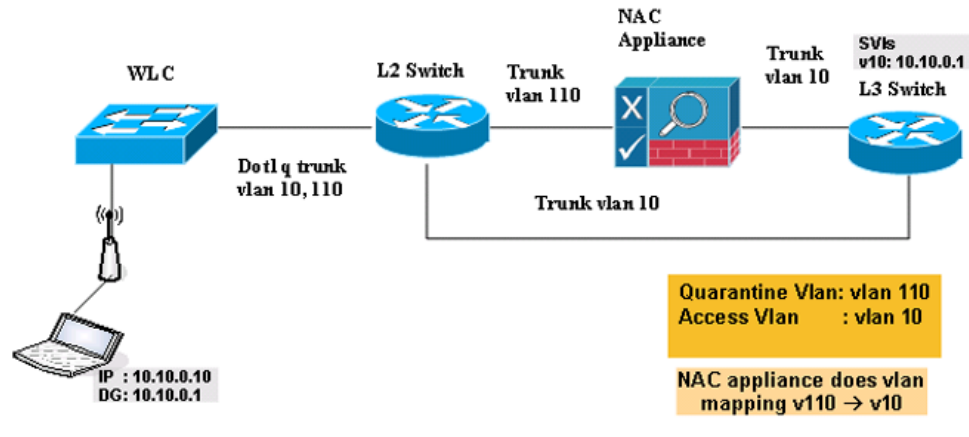 NAC
Appliance
SVIs
v10: 10.10.0.1
WLC
L2 Switch
Trunk
vlan 110
Trunk
vlan 10
L3 Switch
Dot1q trunk
vlan 10, 110
Trunk vlan 10
Quarantine Vlan: vlan 110
Access Vlan : vlan 10
IP : 10.10.0.10
DG: 10.10.0.1
NAC appliance does vlan
mapping v110 → v10